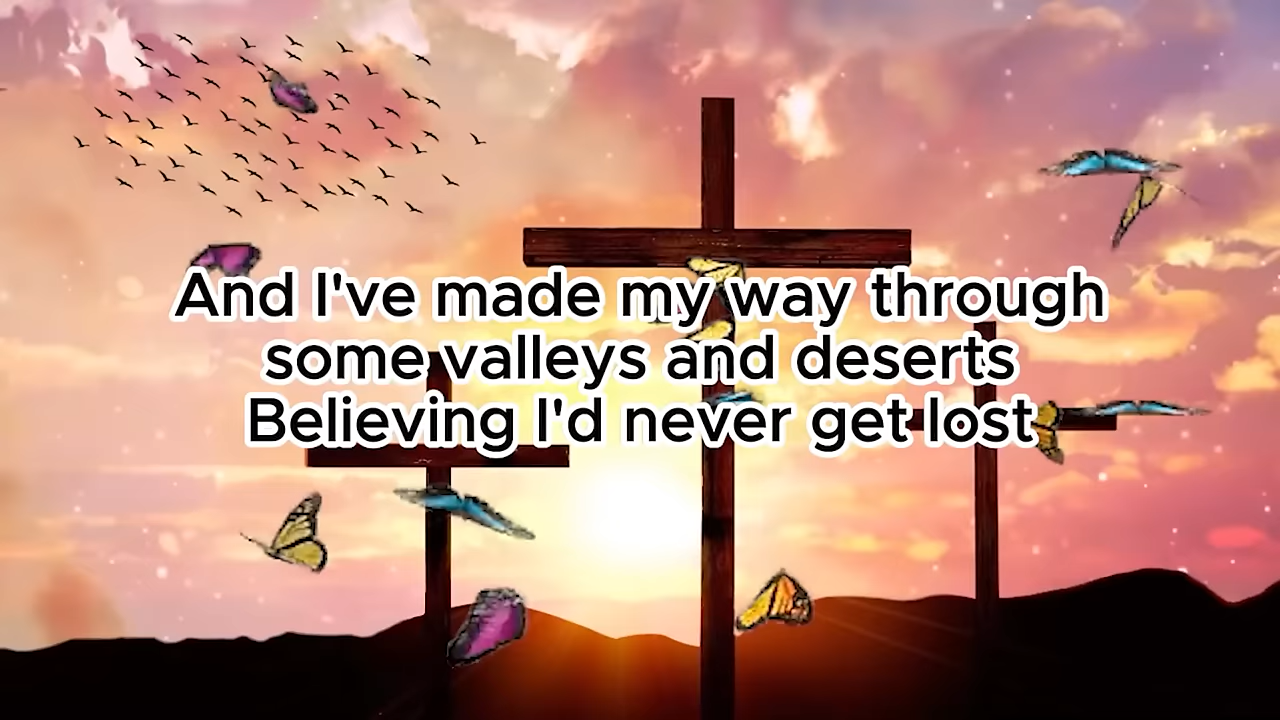 And I've made my way through
some valleys and deserts
Believing I'd never get lost